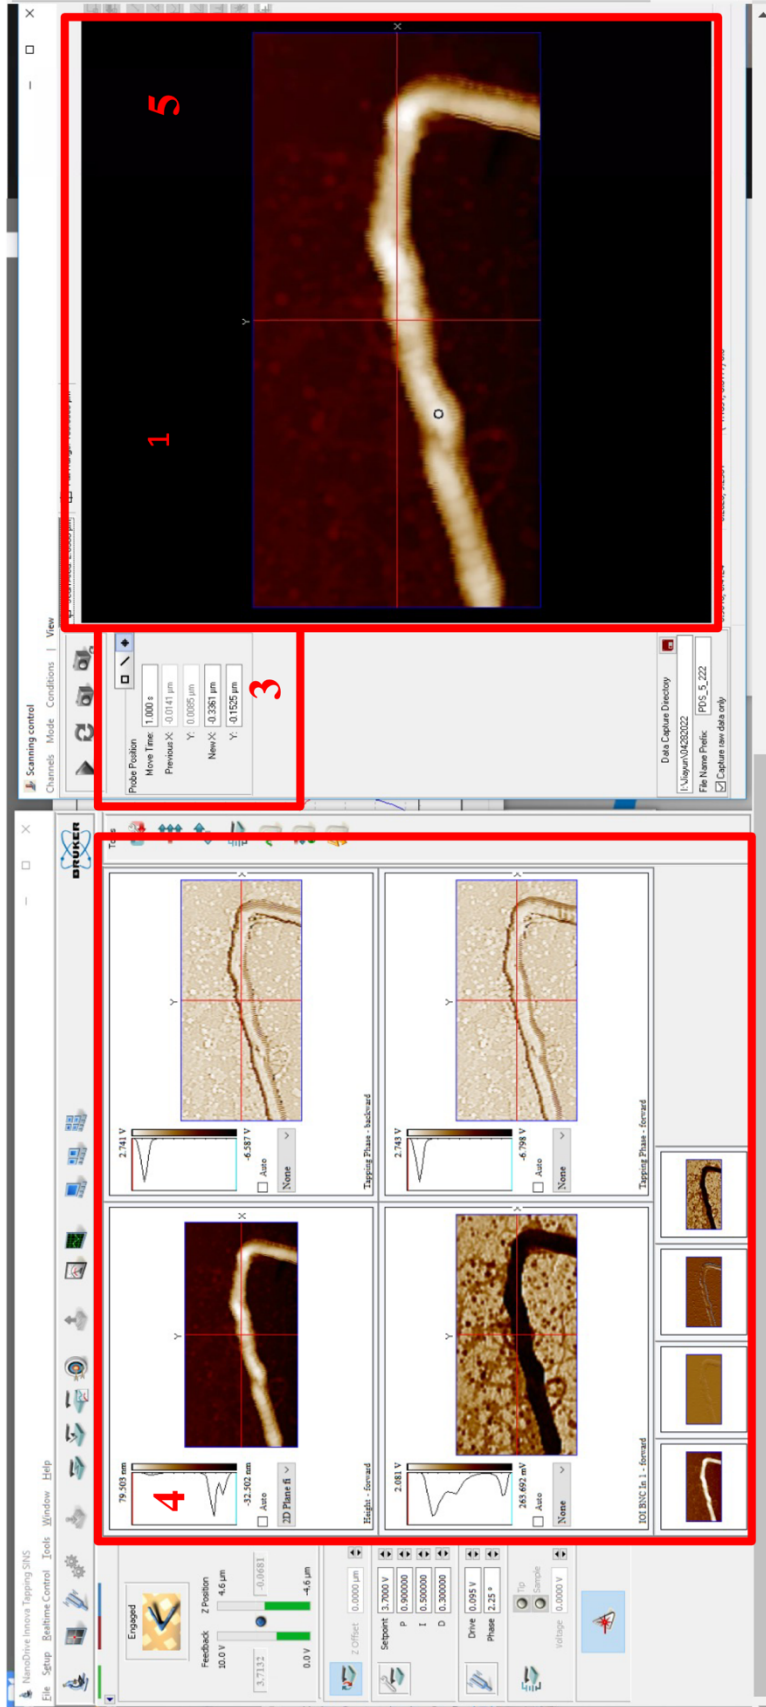 NanoDrive Innova Tapping SINS
File Setup Realtime Control Tools Window Help
BRUKER
Engaged
Feedback Z Position
10.0 V 4.6 µm
3.7132 -0.0681
0.0 V -4.6 µm
Z Offset 0.0000 µm
Setpoint 3.7000 V
P 0.900000
I 0.500000
D 0.300000
Drive 0.095 V
Phase 2.25 °
Tip
Sample
Voltage 0.0000 V
4
79.503 nm
-32.502 nm
Auto
2D Plane fi
Height - forward
Y
X
2.741 V
-6.587 V
Auto
None
Tapping Phase - backward
Y
X
2.081 V
263.692 mV
Auto
None
IOI BNC In 1 - forward
Y
X
2.743 V
-6.798 V
Auto
None
Tapping Phase - forward
Y
X
Scanning control
Channels Mode Conditions | View
Probe Position
Move Time: 1.000 s
Previous X: -0.0141 µm
Y: 0.0085 µm
New X: -0.3361 µm
Y: -0.1525 µm
3
Data Capture Directory
I:\Jiayun\04282022
File Name Prefix: PDS_5_222
Capture raw data only
1
5
Y
X